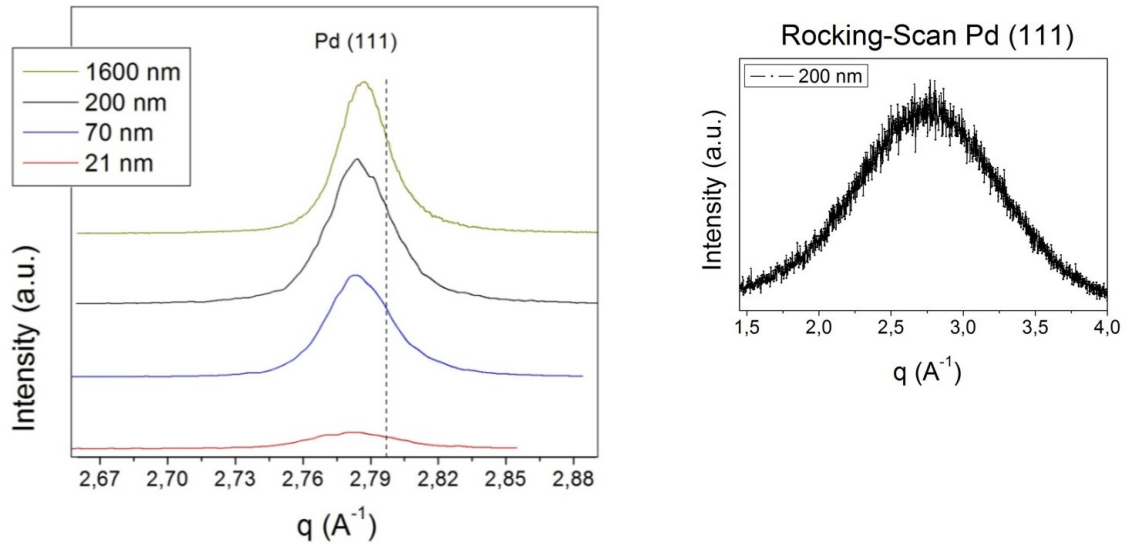 Pd (111)
1600 nm
200 nm
70 nm
21 nm
Intensity (a.u.)
2,67 2,70 2,73 2,76 2,79 2,82 2,85 2,88
q (A⁻¹)
Rocking-Scan Pd (111)
200 nm
Intensity (a.u.)
1,5 2,0 2,5 3,0 3,5 4,0
q (A⁻¹)